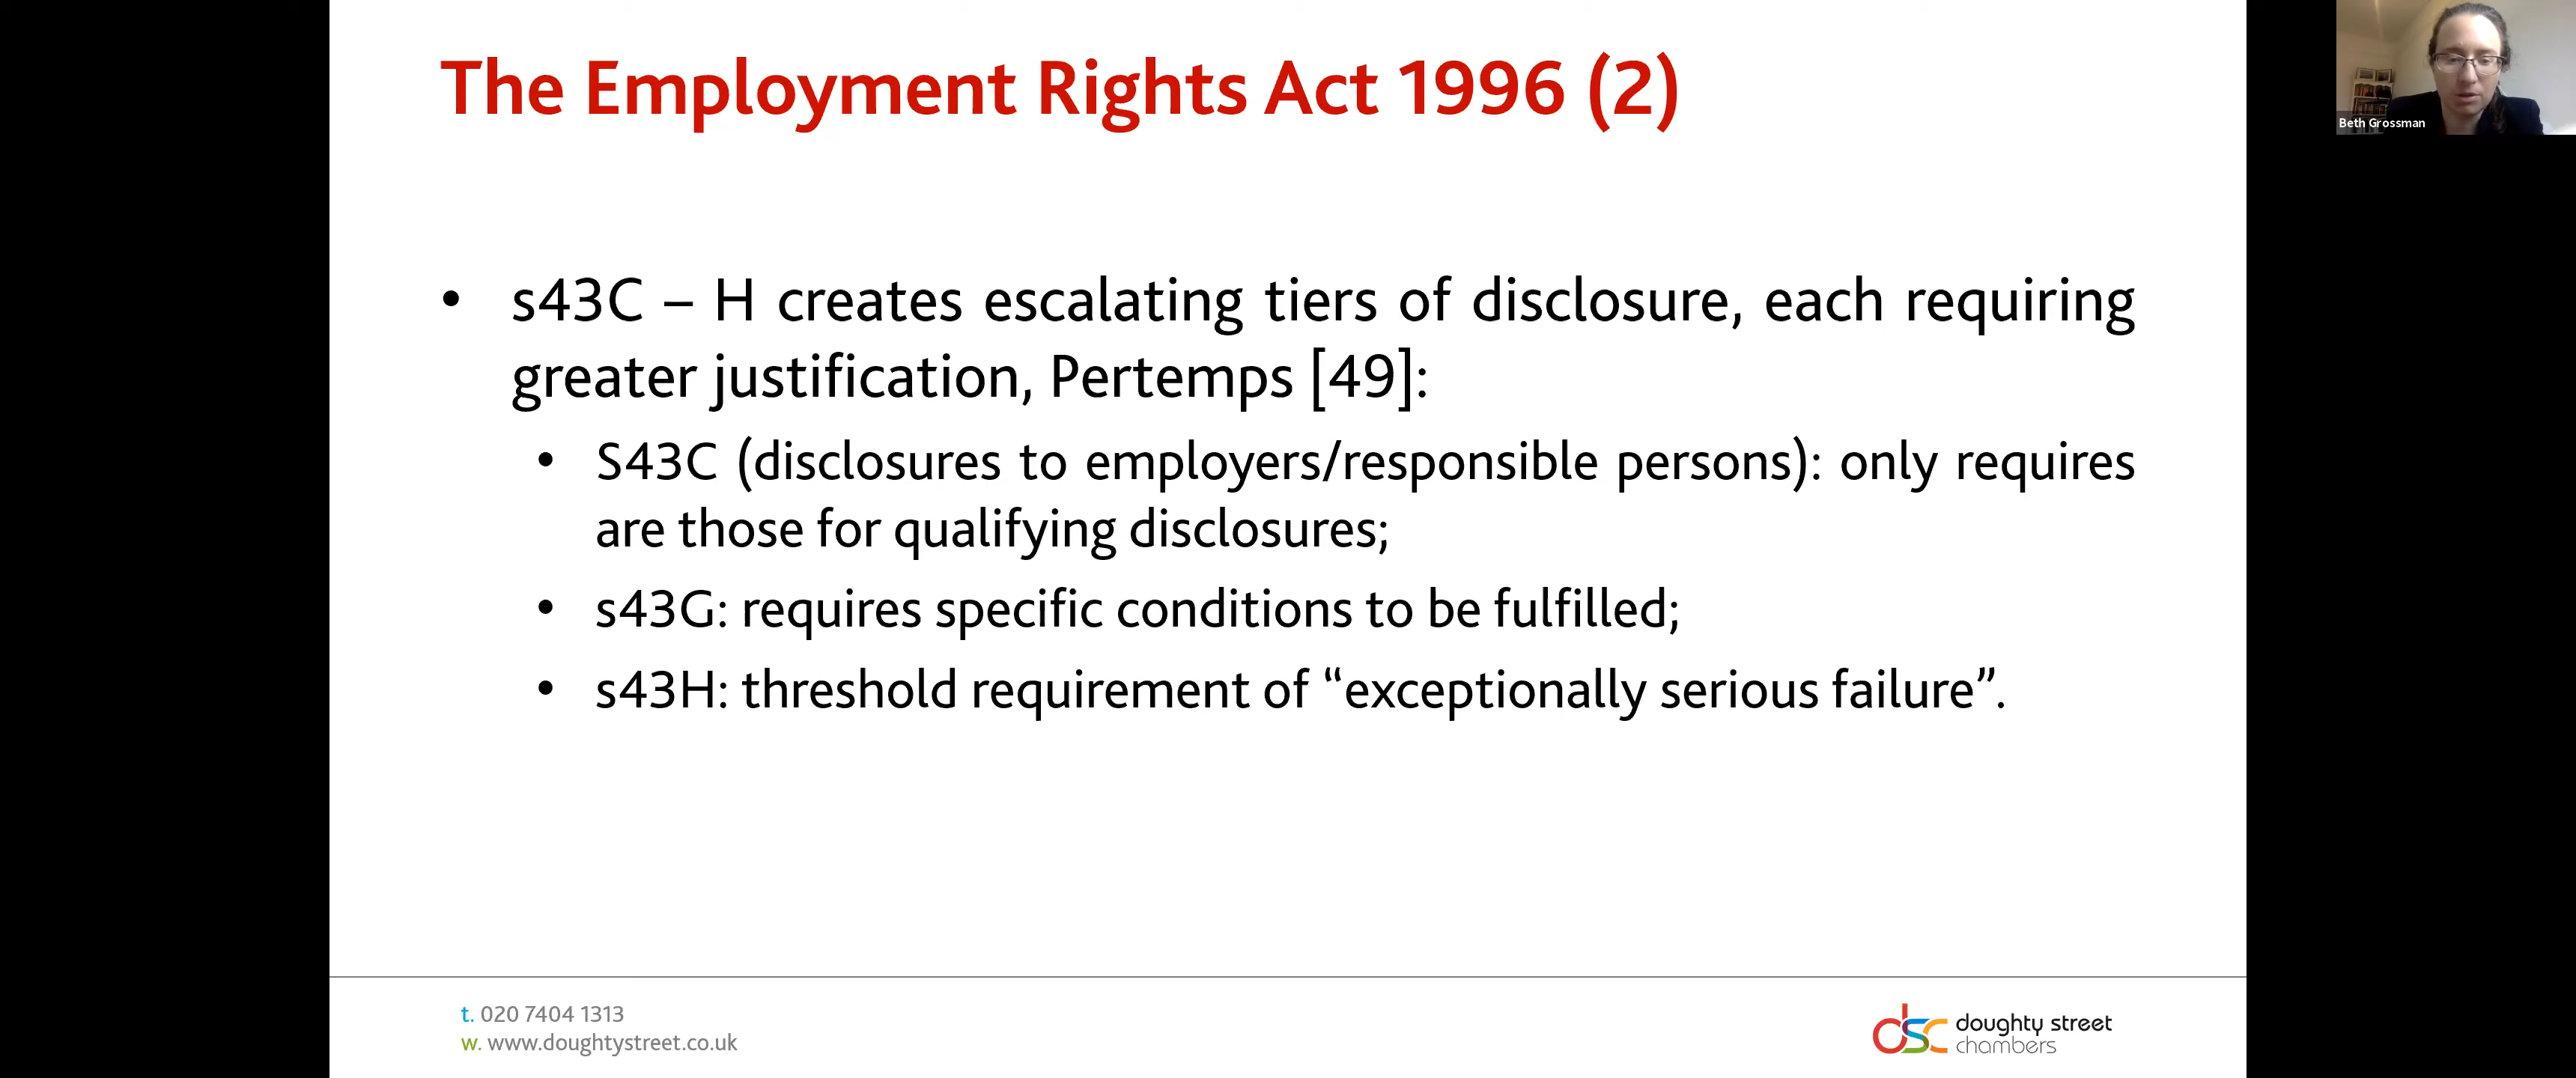 The Employment Rights Act 1996 (2)
Beth Grossman
• s43C – H creates escalating tiers of disclosure, each requiring
greater justification, Pertemps [49]:
• S43C (disclosures to employers/responsible persons): only requires
are those for qualifying disclosures;
• s43G: requires specific conditions to be fulfilled;
• s43H: threshold requirement of “exceptionally serious failure”.
t. 020 7404 1313
w. www.doughtystreet.co.uk
dsc doughty street
chambers